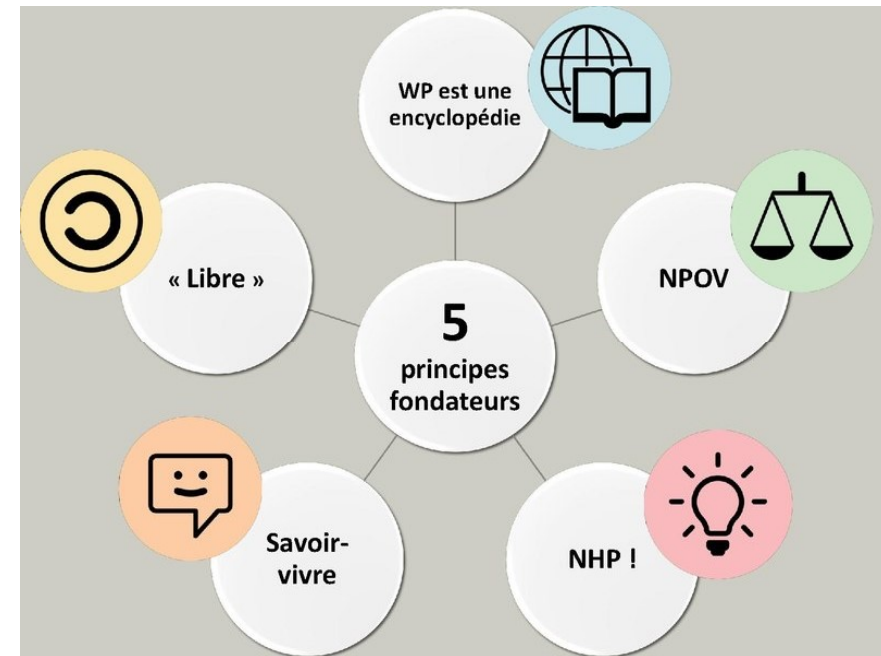 WP est une
encyclopédie
« Libre »
NPOV
5
principes
fondateurs
Savoir-
vivre
NHP !